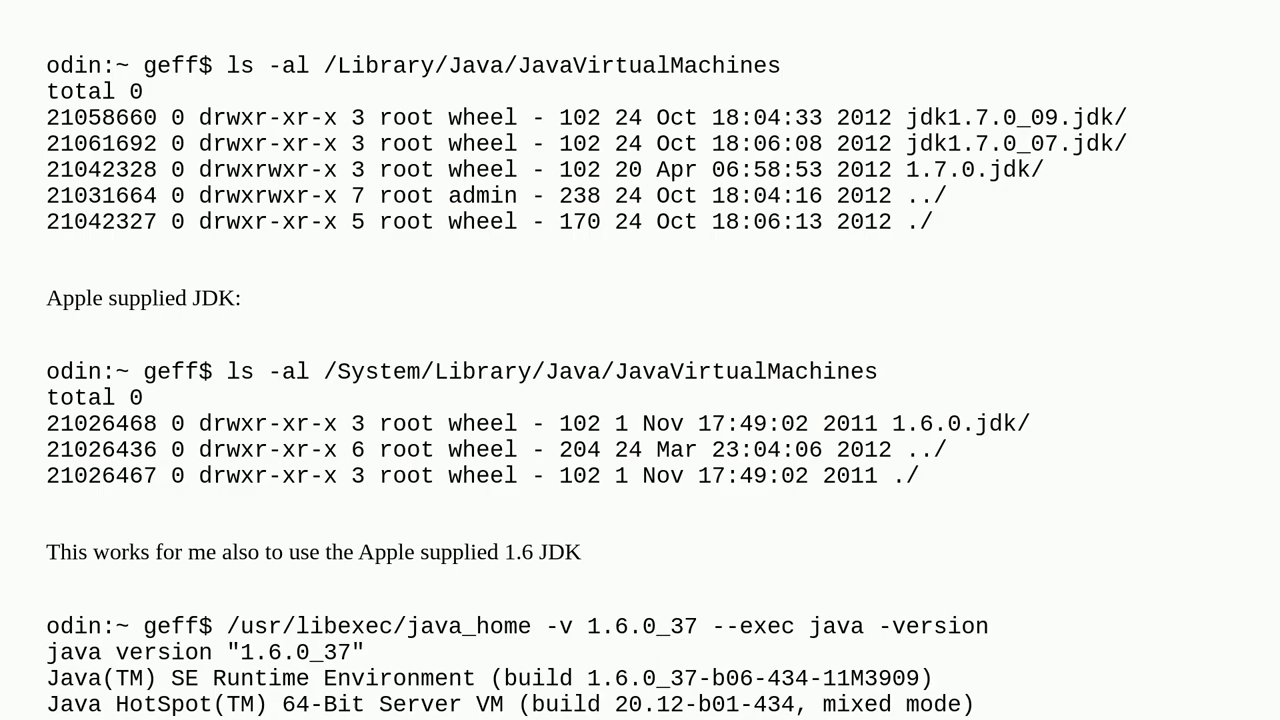 odin:~ geff$ ls -al /Library/Java/JavaVirtualMachines
total 0
21058660 0 drwxr-xr-x 3 root wheel - 102 24 Oct 18:04:33 2012 jdk1.7.0_09.jdk/
21061692 0 drwxr-xr-x 3 root wheel - 102 24 Oct 18:06:08 2012 jdk1.7.0_07.jdk/
21042328 0 drwxrwxr-x 3 root wheel - 102 20 Apr 06:58:53 2012 1.7.0.jdk/
21031664 0 drwxrwxr-x 7 root admin - 238 24 Oct 18:04:16 2012 ../
21042327 0 drwxr-xr-x 5 root wheel - 170 24 Oct 18:06:13 2012 ./
Apple supplied JDK:
odin:~ geff$ ls -al /System/Library/Java/JavaVirtualMachines
total 0
21026468 0 drwxr-xr-x 3 root wheel - 102 1 Nov 17:49:02 2011 1.6.0.jdk/
21026436 0 drwxr-xr-x 6 root wheel - 204 24 Mar 23:04:06 2012 ../
21026467 0 drwxr-xr-x 3 root wheel - 102 1 Nov 17:49:02 2011 ./
This works for me also to use the Apple supplied 1.6 JDK
odin:~ geff$ /usr/libexec/java_home -v 1.6.0_37 --exec java -version
java version "1.6.0_37"
Java(TM) SE Runtime Environment (build 1.6.0_37-b06-434-11M3909)
Java HotSpot(TM) 64-Bit Server VM (build 20.12-b01-434, mixed mode)